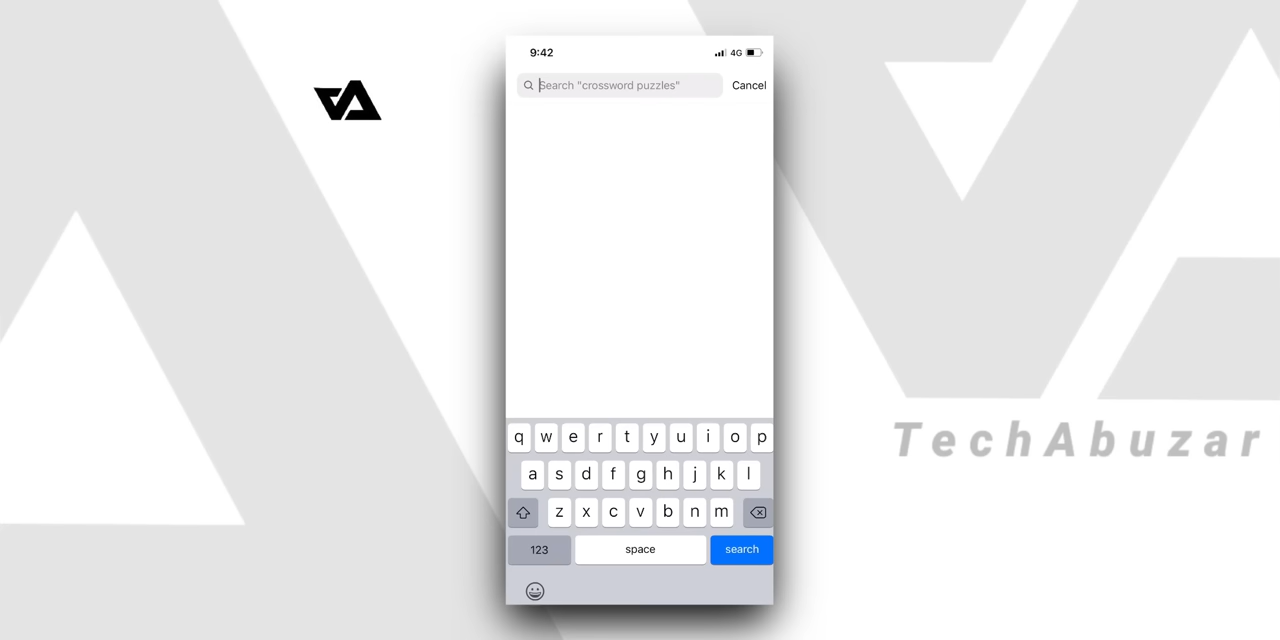 9:42
4G
Search "crossword puzzles"
Cancel
q w e r t y u i o p
a s d f g h j k l
z x c v b n m
123 space search
TechAbuzar